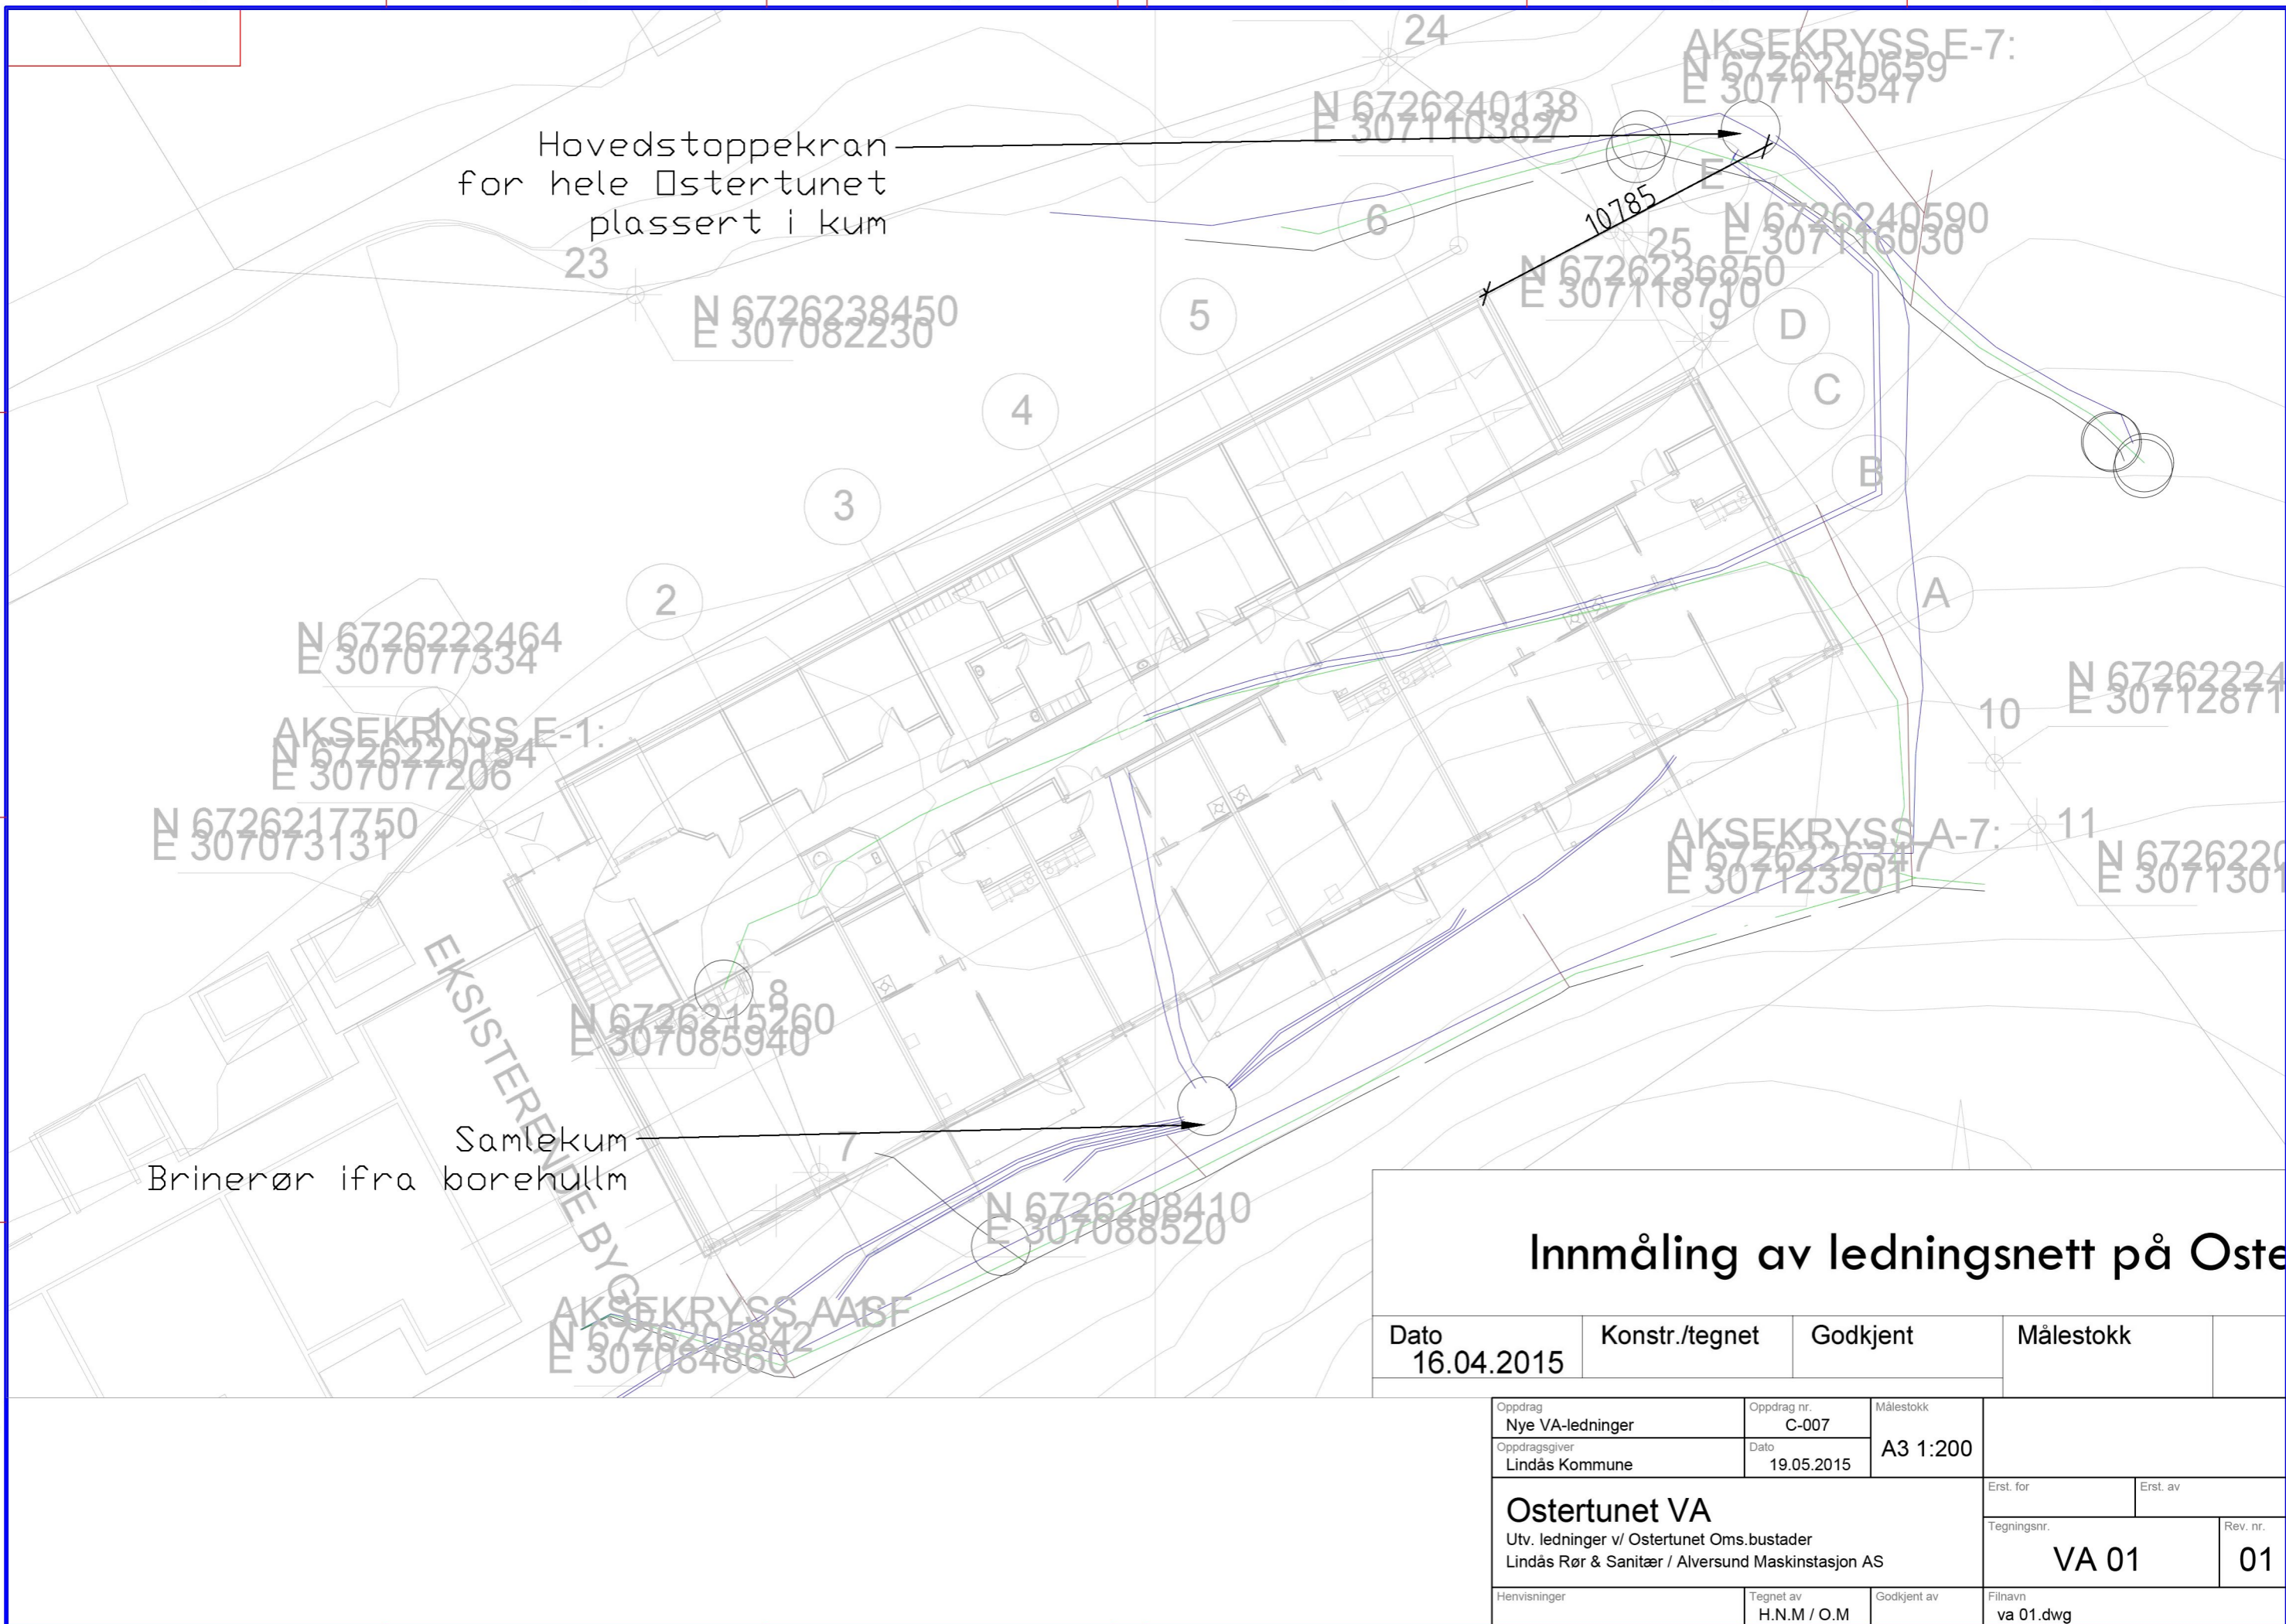 24
AKSEKRYSS E-7:
N 6726240659
E 307115547
N 6726240138
Hovedstoppekran
for hele Ostertunet
plassert i kum
E
6
10785
N 6726240590
E 307116030
25
23
N 6726236850
E 307118710
N 6726238450
E 307082230
5
9
D
C
4
B
3
2
A
N 6726222464
E 307077334
1
AKSEKRYSS E-1:
N 6726220154
E 307077206
N 6726217750
E 307073131
N 672622224
E 30712871
10
AKSEKRYSS A-7:
N 6726226347
E 307123201
11
N 6726220
E 3071301
EKSISTERENDE BYGG
8
N 6726215260
E 307085940
Samlekum
Brinerør ifra borehullm
7
N 6726208410
E 307088520
AKSEKRYSS
N 6726205842
E 307084860
Innmåling av ledningsnett på Oste
Dato
16.04.2015
Konstr./tegnet
Godkjent
Målestokk
Oppdrag
Nye VA-ledninger
Oppdrag nr.
C-007
Målestokk
A3 1:200
Oppdragsgiver
Lindås Kommune
Dato
19.05.2015
Ostertunet VA
Utv. ledninger v/ Ostertunet Oms.bustader
Lindås Rør & Sanitær / Alversund Maskinstasjon AS
Erst. for
Erst. av
Tegningsnr.
VA 01
Rev. nr.
01
Henvisninger
Tegnet av
H.N.M / O.M
Godkjent av
Filnavn
va 01.dwg